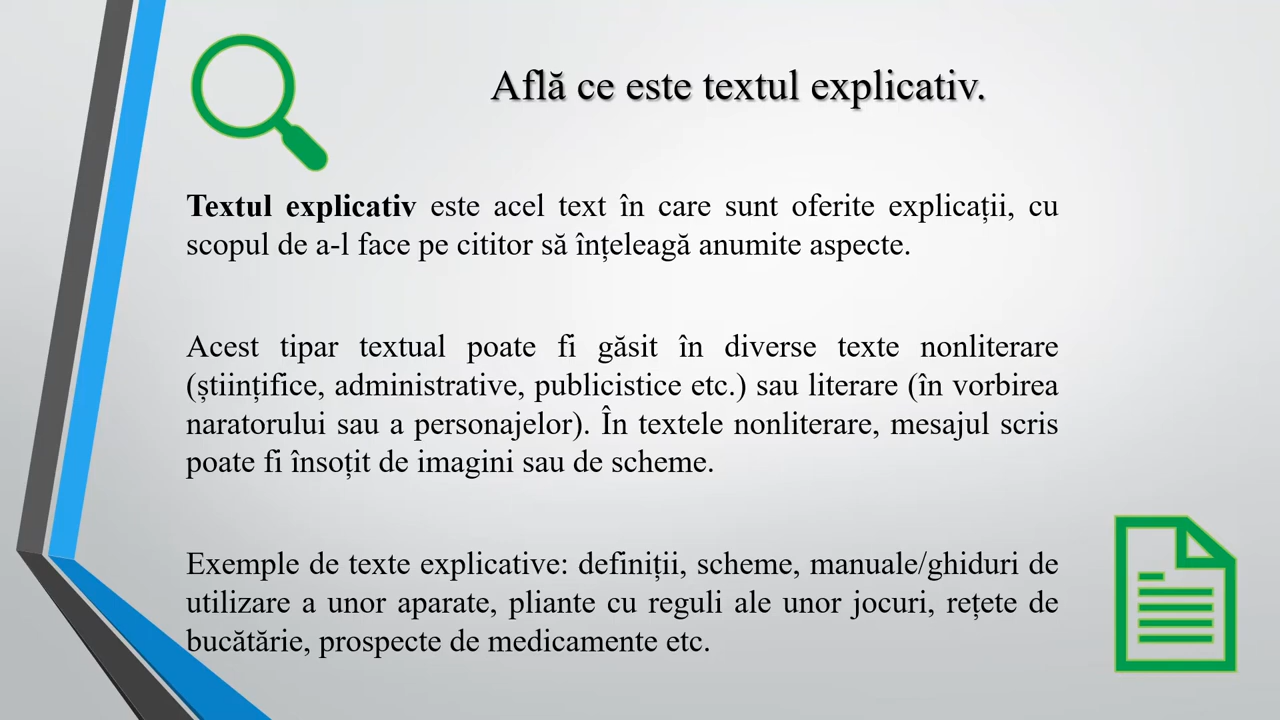 Află ce este textul explicativ.
Textul explicativ este acel text în care sunt oferite explicații, cu
scopul de a-l face pe cititor să înțeleagă anumite aspecte.
Acest tipar textual poate fi găsit în diverse texte nonliterare
(științifice, administrative, publicistice etc.) sau literare (în vorbirea
naratorului sau a personajelor). În textele nonliterare, mesajul scris
poate fi însoțit de imagini sau de scheme.
Exemple de texte explicative: definiții, scheme, manuale/ghiduri de
utilizare a unor aparate, pliante cu reguli ale unor jocuri, rețete de
bucătărie, prospecte de medicamente etc.